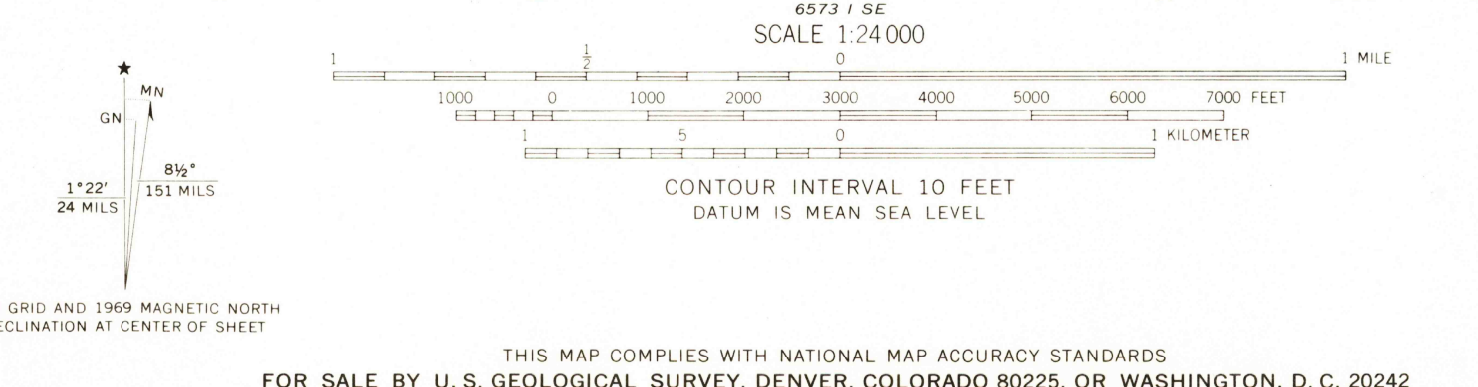 6573 I SE
SCALE 1:24 000
1 1/2 0 1 MILE
1000 0 1000 2000 3000 4000 5000 6000 7000 FEET
1 5 0 1 KILOMETER
CONTOUR INTERVAL 10 FEET
DATUM IS MEAN SEA LEVEL
★
MN
GN
8½°
151 MILS
1°22′
24 MILS
GRID AND 1969 MAGNETIC NORTH
ECLINATION AT CENTER OF SHEET
THIS MAP COMPLIES WITH NATIONAL MAP ACCURACY STANDARDS
FOR SALE BY U. S. GEOLOGICAL SURVEY, DENVER, COLORADO 80225, OR WASHINGTON, D. C. 20242